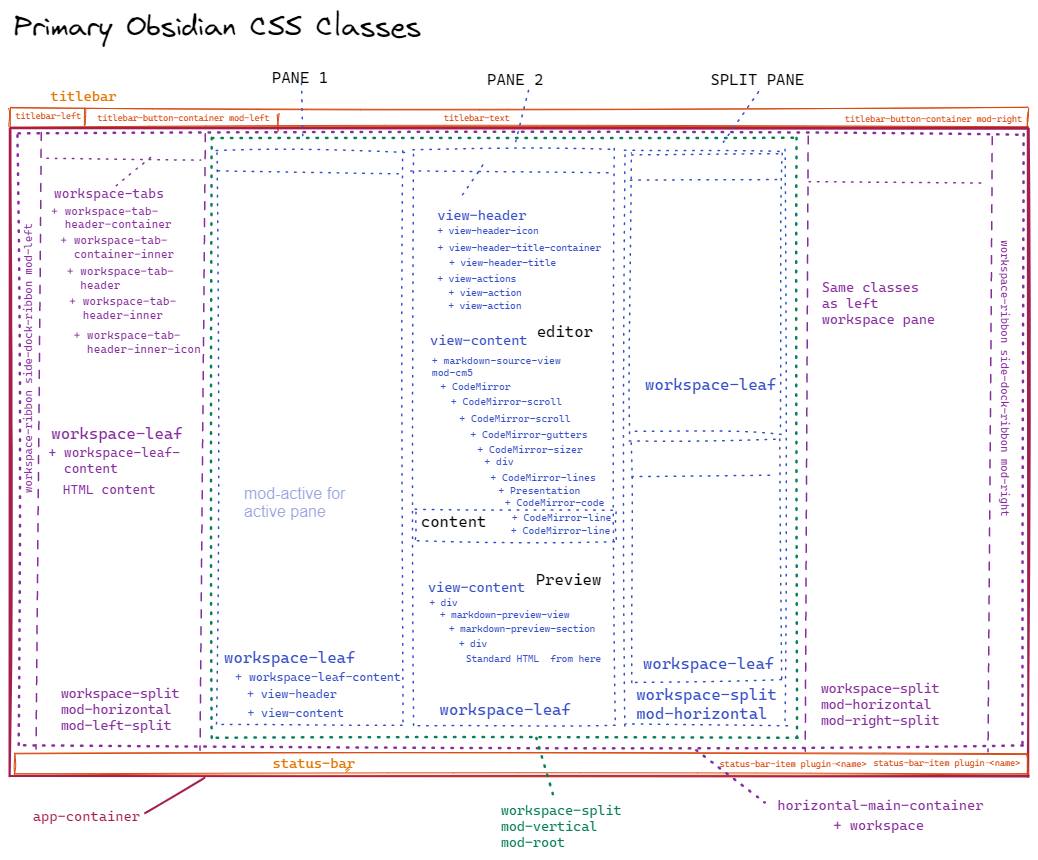 Primary Obsidian CSS Classes
PANE 1
PANE 2
SPLIT PANE
titlebar
titlebar-left
titlebar-button-container mod-left
titlebar-text
titlebar-button-container mod-right
workspace-ribbon side-dock-ribbon mod-left
workspace-tabs
+ workspace-tab-
header-container
+ workspace-tab-
container-inner
+ workspace-tab-
header
+ workspace-tab-
header-inner
+ workspace-tab-
header-inner-icon
workspace-leaf
+ workspace-leaf-
content
HTML content
workspace-split
mod-horizontal
mod-left-split
mod-active for
active pane
workspace-leaf
+ workspace-leaf-content
+ view-header
+ view-content
view-header
+ view-header-icon
+ view-header-title-container
+ view-header-title
+ view-actions
+ view-action
+ view-action
editor
view-content
+ markdown-source-view
mod-cm5
+ CodeMirror
+ CodeMirror-scroll
+ CodeMirror-scroll
+ CodeMirror-gutters
+ CodeMirror-sizer
+ div
+ CodeMirror-lines
+ Presentation
+ CodeMirror-code
content
+ CodeMirror-line
+ CodeMirror-line
Preview
view-content
+ div
+ markdown-preview-view
+ markdown-preview-section
+ div
Standard HTML from here
workspace-leaf
workspace-leaf
workspace-leaf
workspace-split
mod-horizontal
Same classes
as left
workspace pane
workspace-split
mod-horizontal
mod-right-split
workspace-ribbon side-dock-ribbon mod-right
status-bar
status-bar-item plugin-<name>
status-bar-item plugin-<name>
app-container
workspace-split
mod-vertical
mod-root
horizontal-main-container
+ workspace